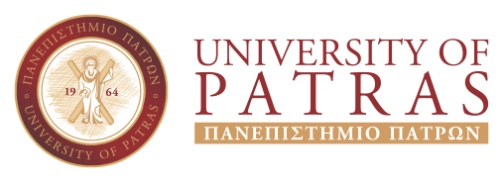 ΠΑΝΕΠΙΣΤΗΜΙΟ ΠΑΤΡΩΝ
19 64
UNIVERSITY OF PATRAS
UNIVERSITY OF
PATRAS
ΠΑΝΕΠΙΣΤΗΜΙΟ ΠΑΤΡΩΝ